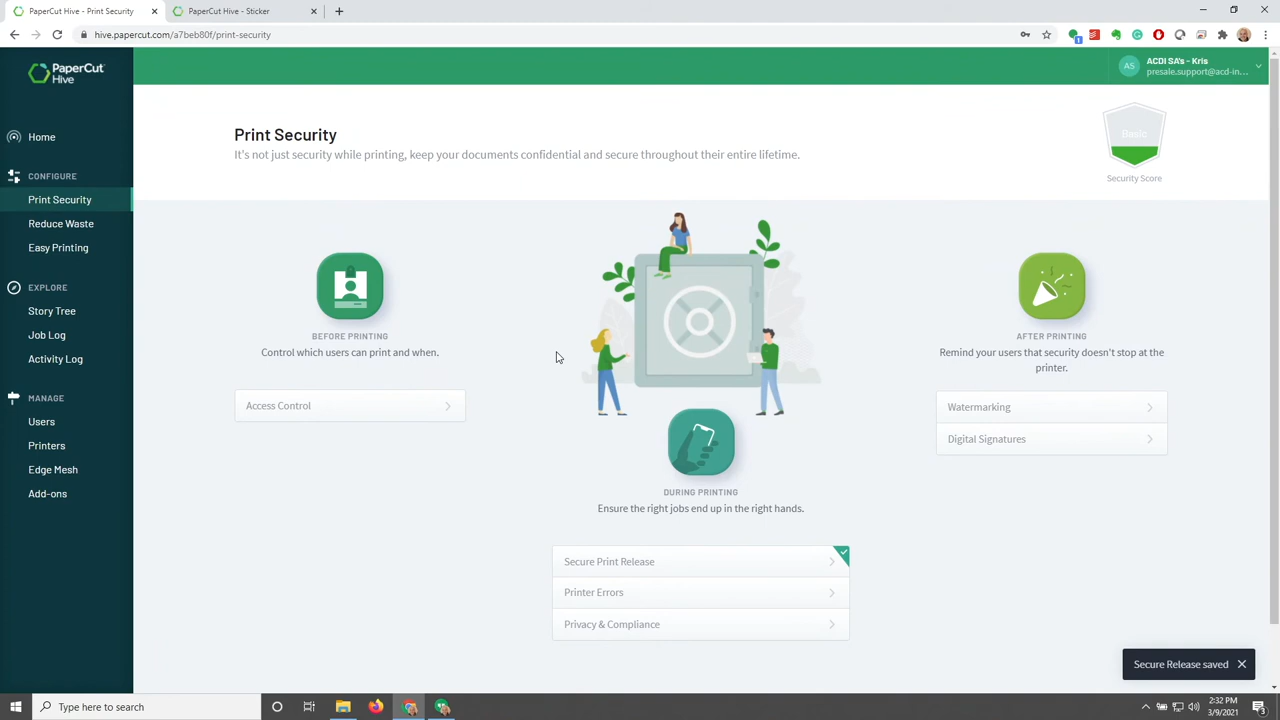 PaperCut Hive - Print Security
PaperCut Hive - Sticker
hive.papercut.com/a7beb80f/print-security
1
PaperCut
Hive
AS
ACDI SA's - Kris
presale.support@acd-in...
Home
CONFIGURE
Print Security
Reduce Waste
Easy Printing
EXPLORE
Story Tree
Job Log
Activity Log
MANAGE
Users
Printers
Edge Mesh
Add-ons
Print Security
It's not just security while printing, keep your documents confidential and secure throughout their entire lifetime.
Basic
Security Score
BEFORE PRINTING
Control which users can print and when.
Access Control
DURING PRINTING
Ensure the right jobs end up in the right hands.
Secure Print Release
Printer Errors
Privacy & Compliance
AFTER PRINTING
Remind your users that security doesn't stop at the
printer.
Watermarking
Digital Signatures
Secure Release saved
Type here to search
2:32 PM
3/9/2021
3